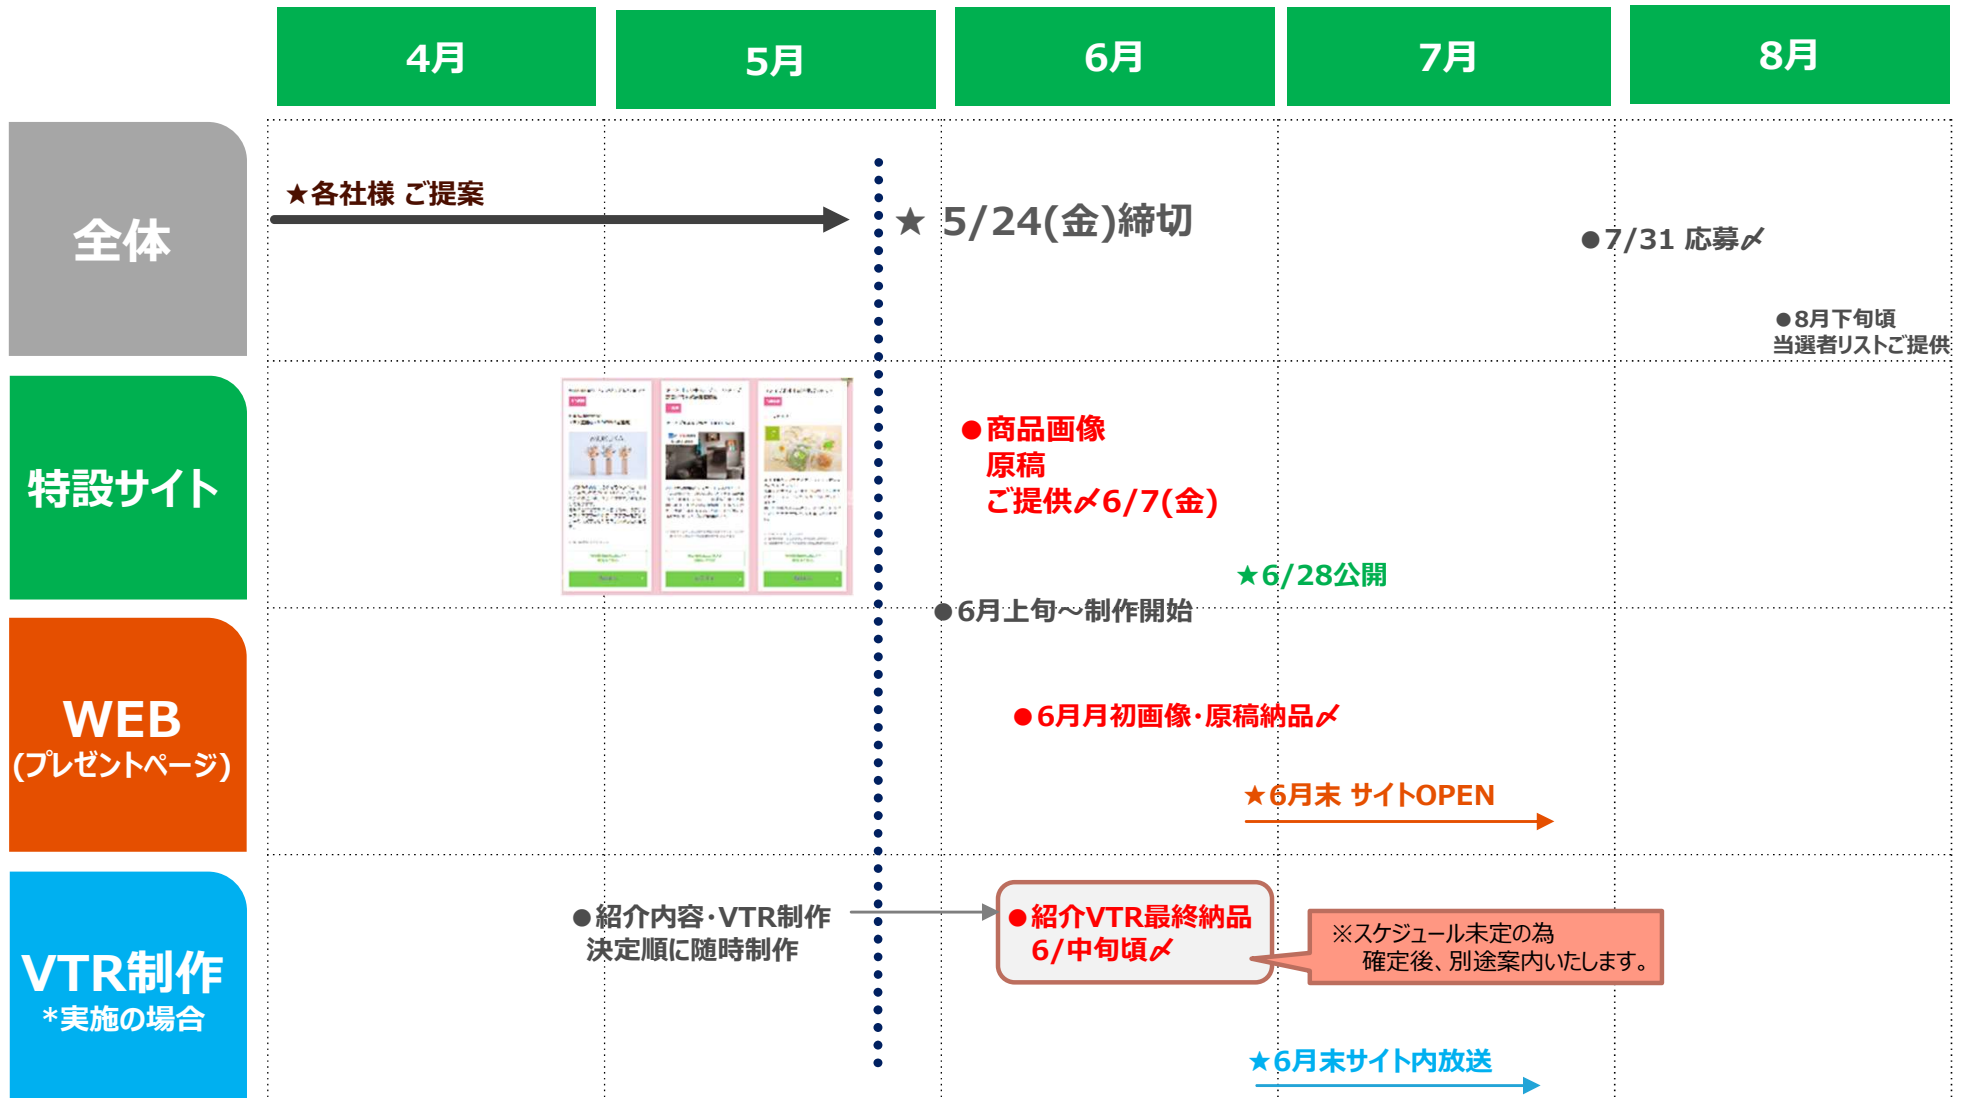 4月
5月
6月
7月
8月
全体
★各社様 ご提案
★ 5/24(金)締切
●7/31 応募〆
●8月下旬頃
当選者リストご提供
特設サイト
●商品画像
原稿
ご提供〆6/7(金)
★6/28公開
●6月上旬～制作開始
WEB
(プレゼントページ)
●6月月初画像・原稿納品〆
★6月末 サイトOPEN
VTR制作
*実施の場合
●紹介内容・VTR制作
決定順に随時制作
●紹介VTR最終納品
6/中旬頃〆
※スケジュール未定の為
確定後、別途案内いたします。
★6月末サイト内放送